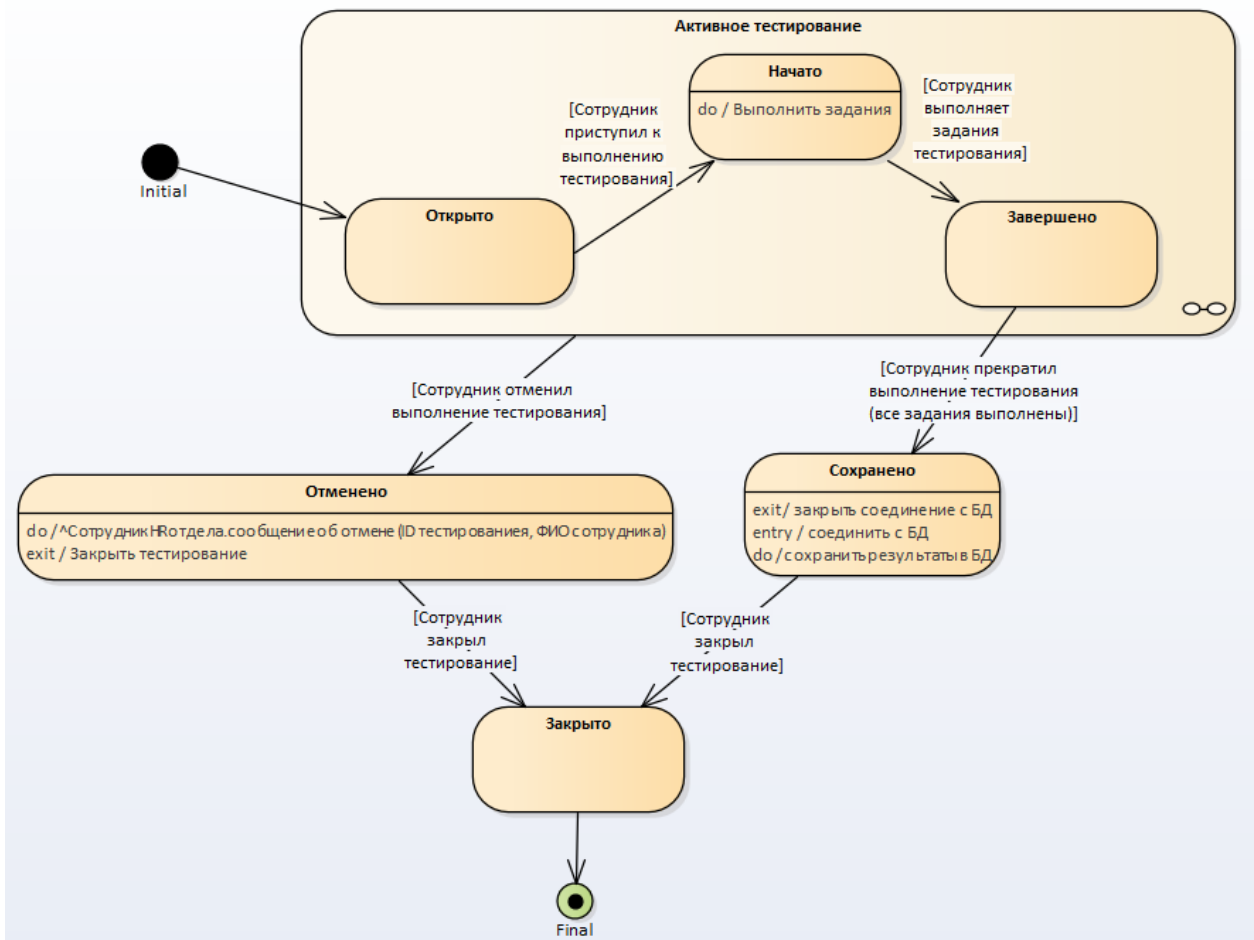 Активное тестирование
Начато
do / Выполнить задания
[Сотрудник
приступил к
выполнению
тестирования]
[Сотрудник
выполняет
задания
тестирования]
Initial
Открыто
Завершено
[Сотрудник отменил
выполнение тестирования]
[Сотрудник прекратил
выполнение тестирования
(все задания выполнены)]
Отменено
do /^СотрудникHRотдела.сообщение об отмене (ID тестированиея, ФИО сотрудника)
exit / Закрыть тестирование
Сохранено
exit/ закрыть соединение с БД
entry / соединить с БД
do / сохранить результаты в БД
[Сотрудник
закрыл
тестирование]
[Сотрудник
закрыл
тестирование]
Закрыто
Final